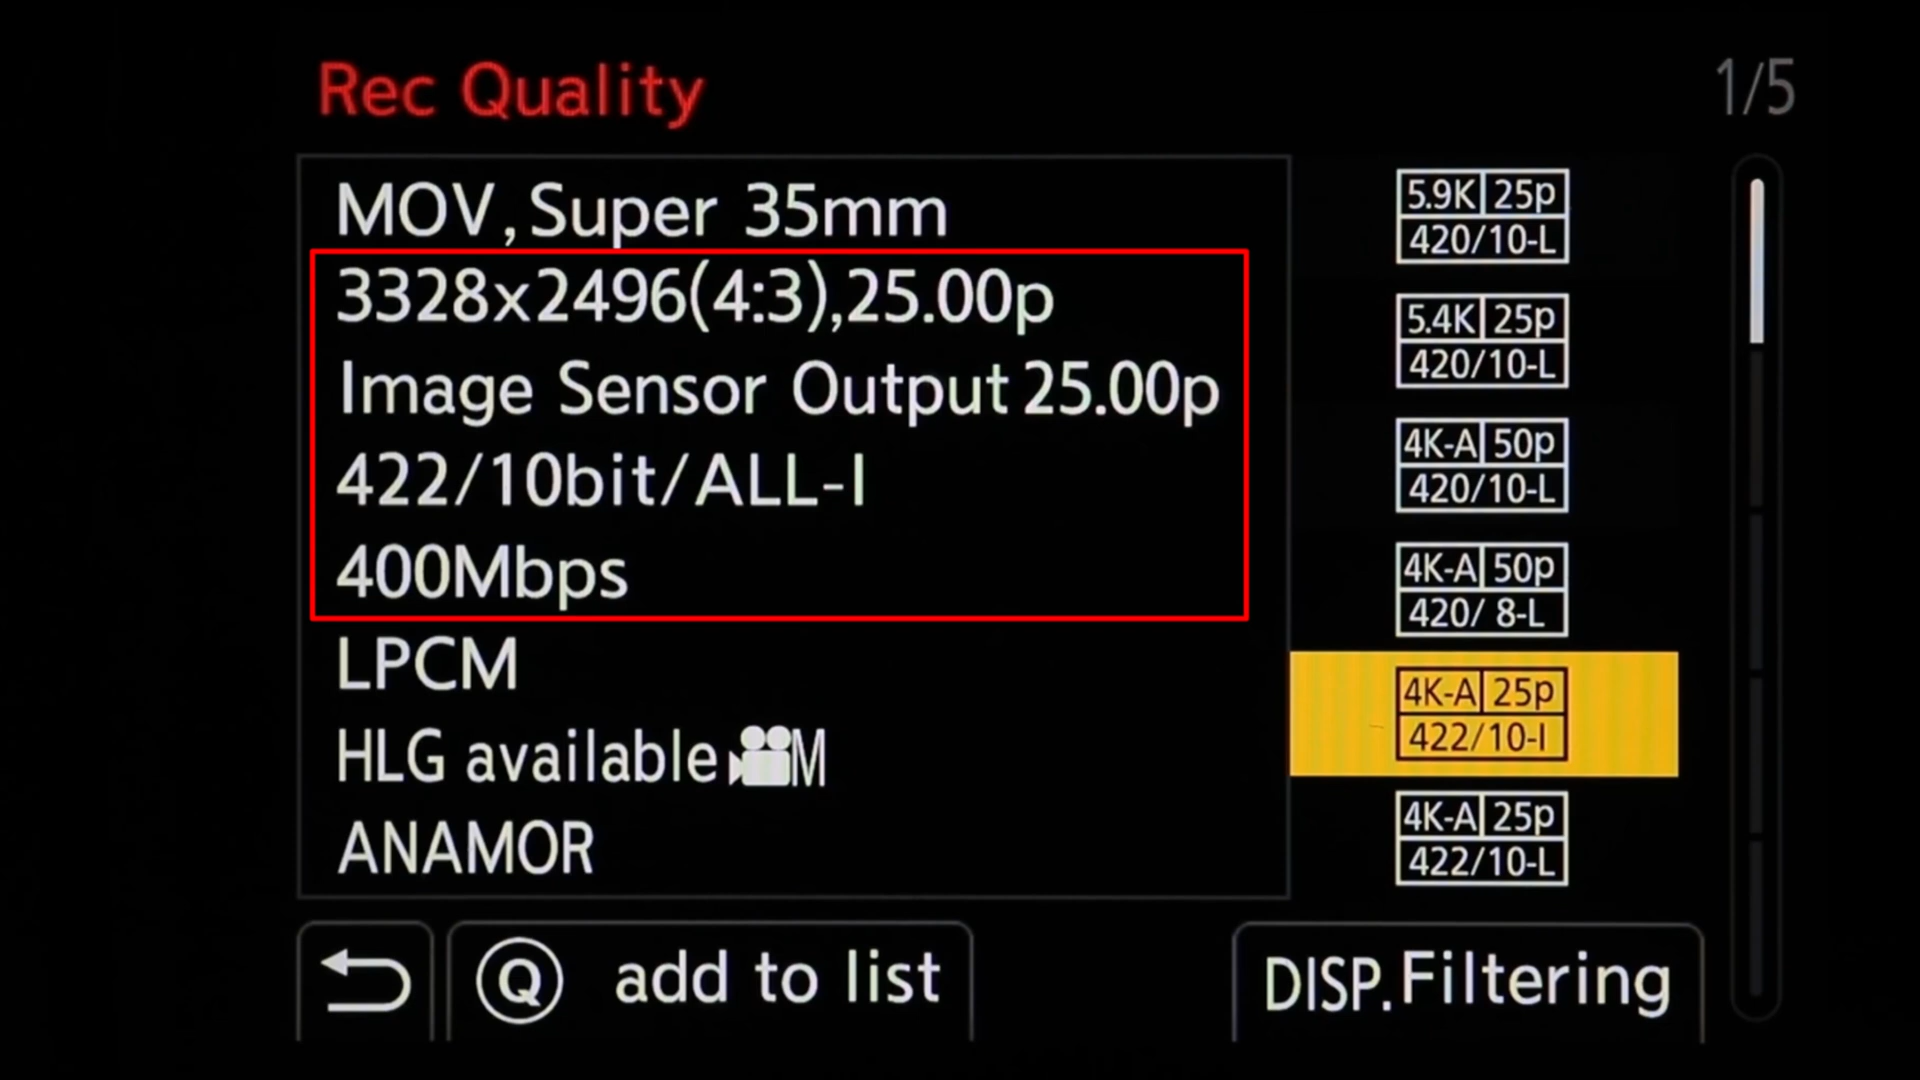 Rec Quality
1/5
MOV,Super 35mm
3328x2496(4:3),25.00p
Image Sensor Output 25.00p
422/10bit/ALL-I
400Mbps
LPCM
HLG available M
ANAMOR
5.9K 25p
420/10-L
5.4K 25p
420/10-L
4K-A 50p
420/10-L
4K-A 50p
420/ 8-L
4K-A 25p
422/10-I
4K-A 25p
422/10-L
Q add to list
DISP. Filtering